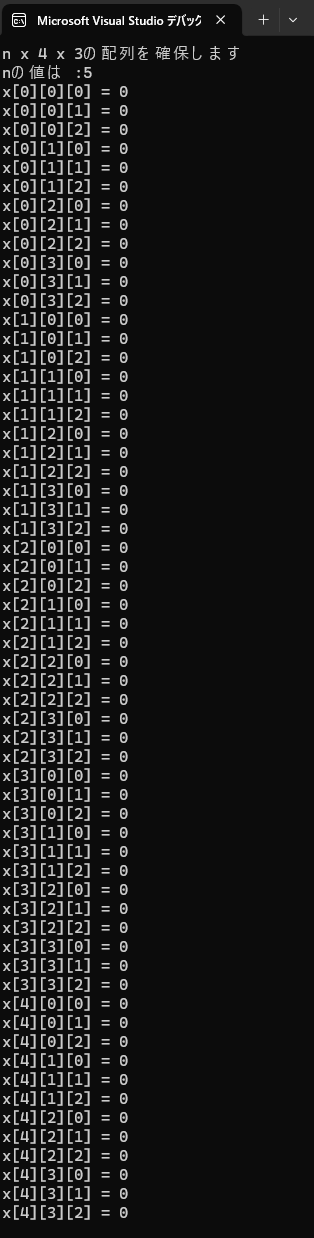 Microsoft Visual Studio デバック
n x 4 x 3の配列を確保します
nの値は :5
x[0][0][0] = 0
x[0][0][1] = 0
x[0][0][2] = 0
x[0][1][0] = 0
x[0][1][1] = 0
x[0][1][2] = 0
x[0][2][0] = 0
x[0][2][1] = 0
x[0][2][2] = 0
x[0][3][0] = 0
x[0][3][1] = 0
x[0][3][2] = 0
x[1][0][0] = 0
x[1][0][1] = 0
x[1][0][2] = 0
x[1][1][0] = 0
x[1][1][1] = 0
x[1][1][2] = 0
x[1][2][0] = 0
x[1][2][1] = 0
x[1][2][2] = 0
x[1][3][0] = 0
x[1][3][1] = 0
x[1][3][2] = 0
x[2][0][0] = 0
x[2][0][1] = 0
x[2][0][2] = 0
x[2][1][0] = 0
x[2][1][1] = 0
x[2][1][2] = 0
x[2][2][0] = 0
x[2][2][1] = 0
x[2][2][2] = 0
x[2][3][0] = 0
x[2][3][1] = 0
x[2][3][2] = 0
x[3][0][0] = 0
x[3][0][1] = 0
x[3][0][2] = 0
x[3][1][0] = 0
x[3][1][1] = 0
x[3][1][2] = 0
x[3][2][0] = 0
x[3][2][1] = 0
x[3][2][2] = 0
x[3][3][0] = 0
x[3][3][1] = 0
x[3][3][2] = 0
x[4][0][0] = 0
x[4][0][1] = 0
x[4][0][2] = 0
x[4][1][0] = 0
x[4][1][1] = 0
x[4][1][2] = 0
x[4][2][0] = 0
x[4][2][1] = 0
x[4][2][2] = 0
x[4][3][0] = 0
x[4][3][1] = 0
x[4][3][2] = 0